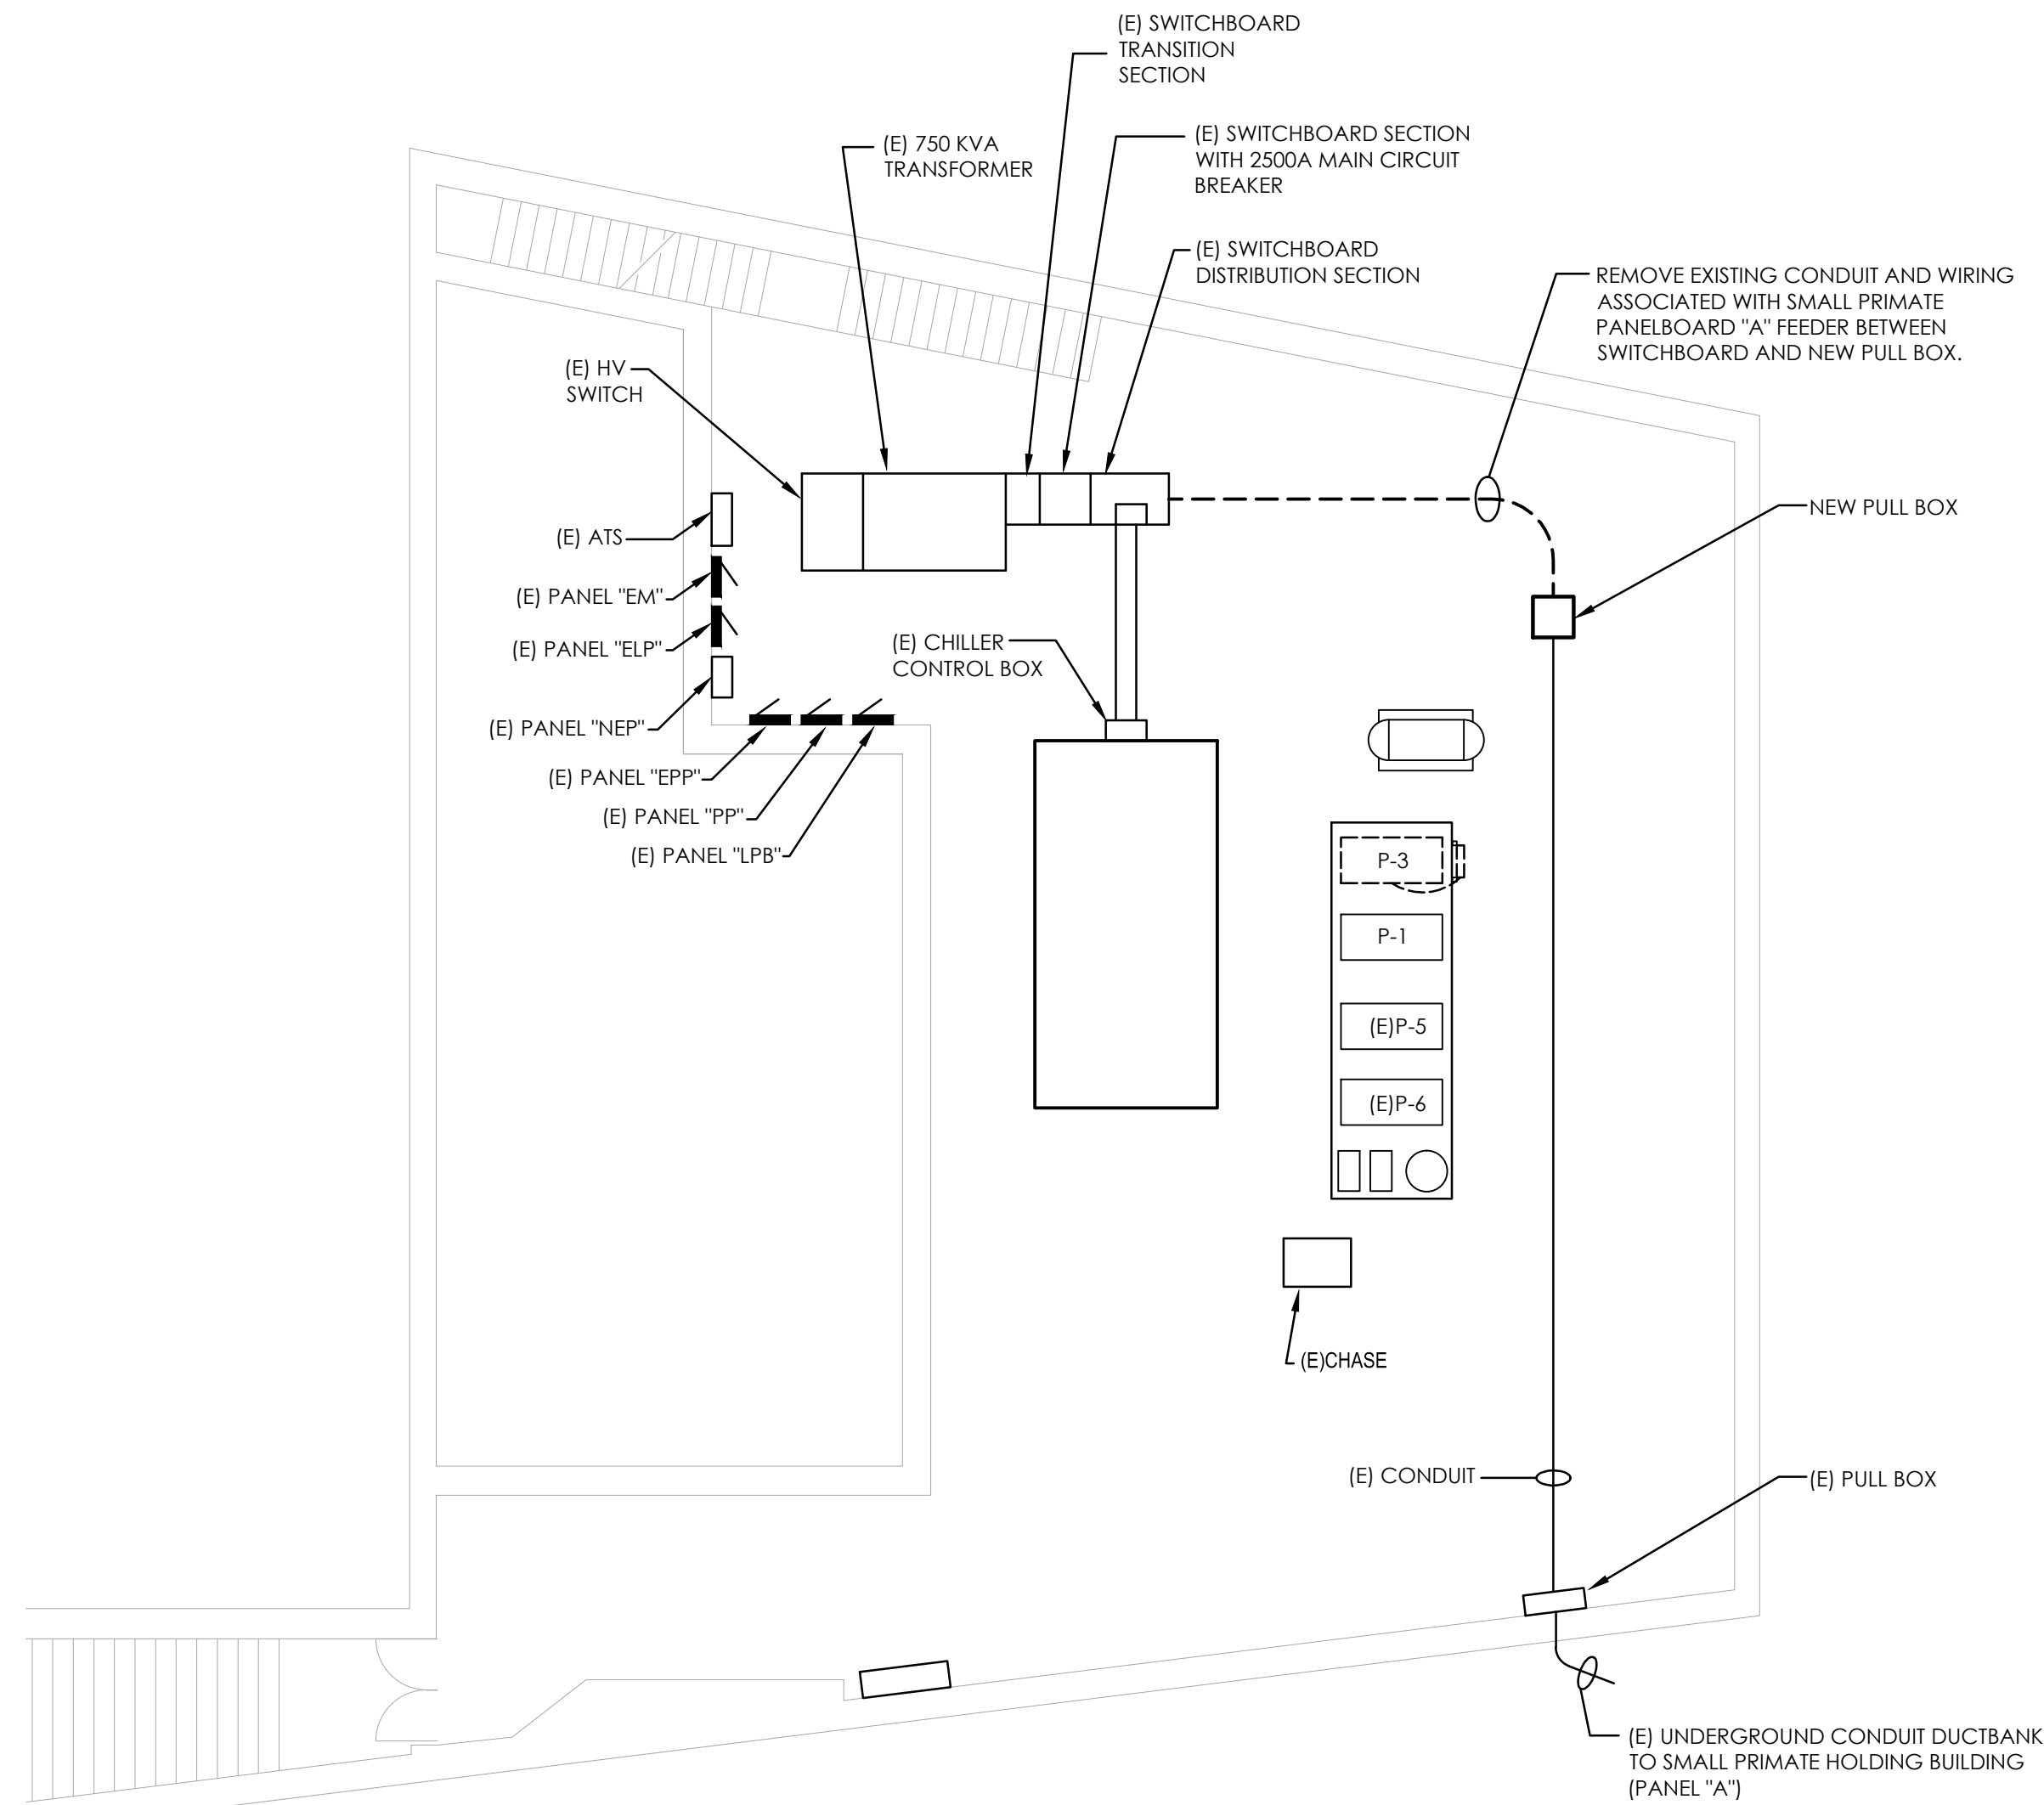 (E) SWITCHBOARD
TRANSITION
SECTION
(E) 750 KVA
TRANSFORMER
(E) SWITCHBOARD SECTION
WITH 2500A MAIN CIRCUIT
BREAKER
(E) SWITCHBOARD
DISTRIBUTION SECTION
REMOVE EXISTING CONDUIT AND WIRING
ASSOCIATED WITH SMALL PRIMATE
PANELBOARD "A" FEEDER BETWEEN
SWITCHBOARD AND NEW PULL BOX.
(E) HV
SWITCH
NEW PULL BOX
(E) ATS
(E) PANEL "EM"
(E) PANEL "ELP"
(E) CHILLER
CONTROL BOX
(E) PANEL "NEP"
(E) PANEL "EPP"
(E) PANEL "PP"
(E) PANEL "LPB"
P-3
P-1
(E)P-5
(E)P-6
(E)CHASE
(E) CONDUIT
(E) PULL BOX
(E) UNDERGROUND CONDUIT DUCTBANK
TO SMALL PRIMATE HOLDING BUILDING
(PANEL "A")